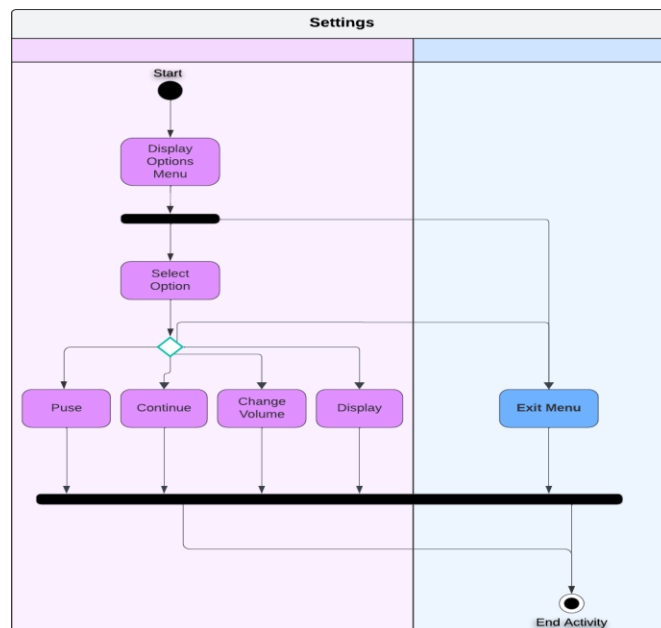 Settings
Start
Display
Options
Menu
Select
Option
Puse
Continue
Change
Volume
Display
Exit Menu
End Activity